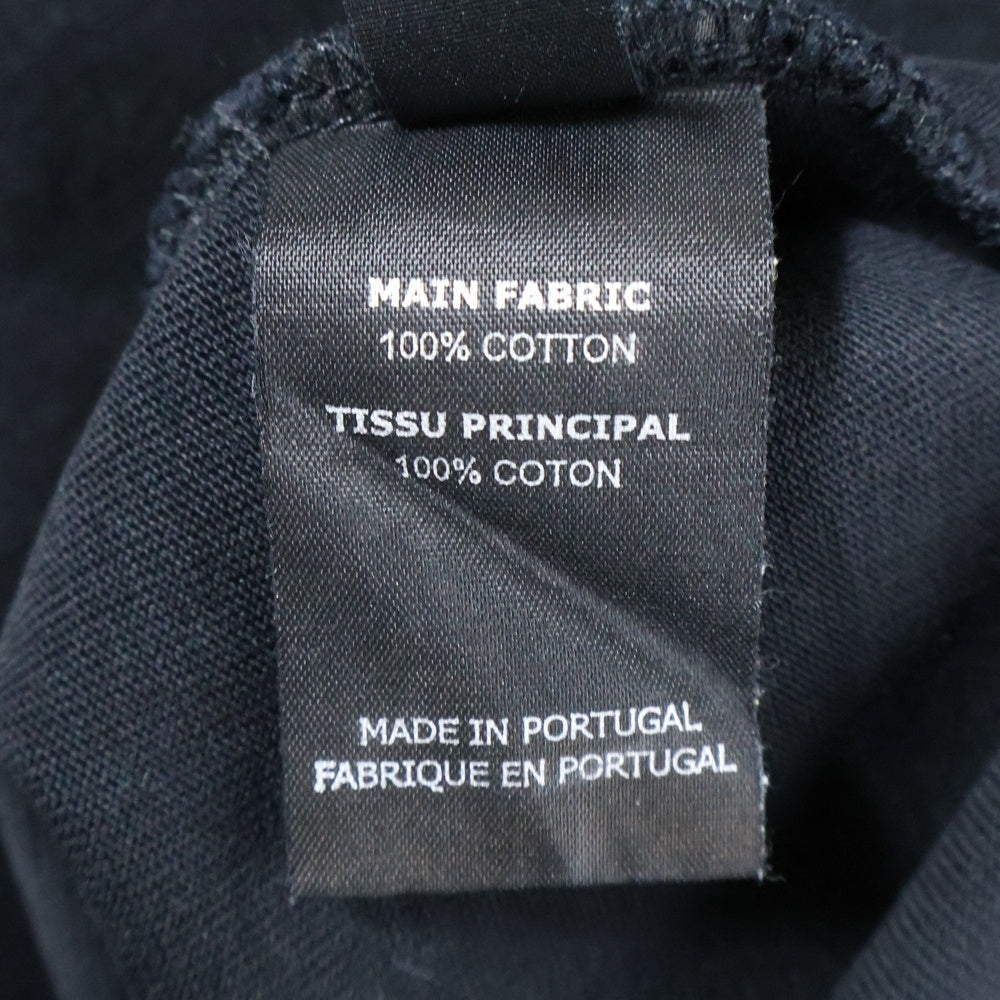 MAIN FABRIC
100% COTTON
TISSU PRINCIPAL
100% COTON
MADE IN PORTUGAL
FABRIQUE EN PORTUGAL